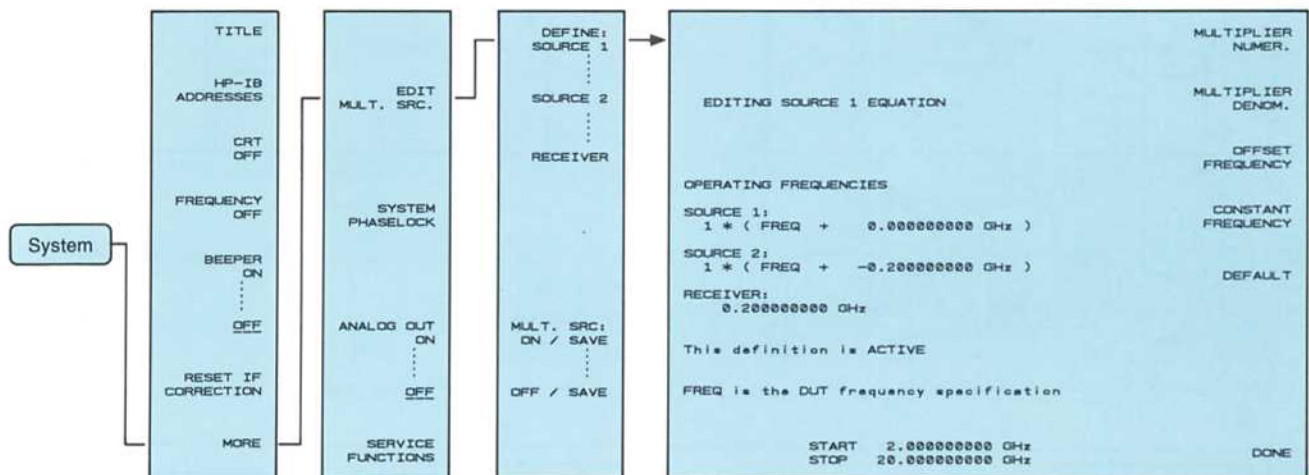 System
TITLE
HP-IB
ADDRESSES
CRT
OFF
FREQUENCY
OFF
BEEPER
ON
OFF
RESET IF
CORRECTION
MORE
EDIT
MULT. SRC.
SYSTEM
PHASELOCK
ANALOG OUT
ON
OFF
SERVICE
FUNCTIONS
DEFINE:
SOURCE 1
SOURCE 2
RECEIVER
MULT. SRC:
ON / SAVE
OFF / SAVE
EDITING SOURCE 1 EQUATION
OPERATING FREQUENCIES
SOURCE 1:
1 * ( FREQ + 0.000000000 GHz )
SOURCE 2:
1 * ( FREQ + -0.200000000 GHz )
RECEIVER:
0.200000000 GHz
This definition is ACTIVE
FREQ is the DUT frequency specification
START 2.000000000 GHz
STOP 20.000000000 GHz
MULTIPLIER
NUMER.
MULTIPLIER
DENOM.
OFFSET
FREQUENCY
CONSTANT
FREQUENCY
DEFAULT
DONE